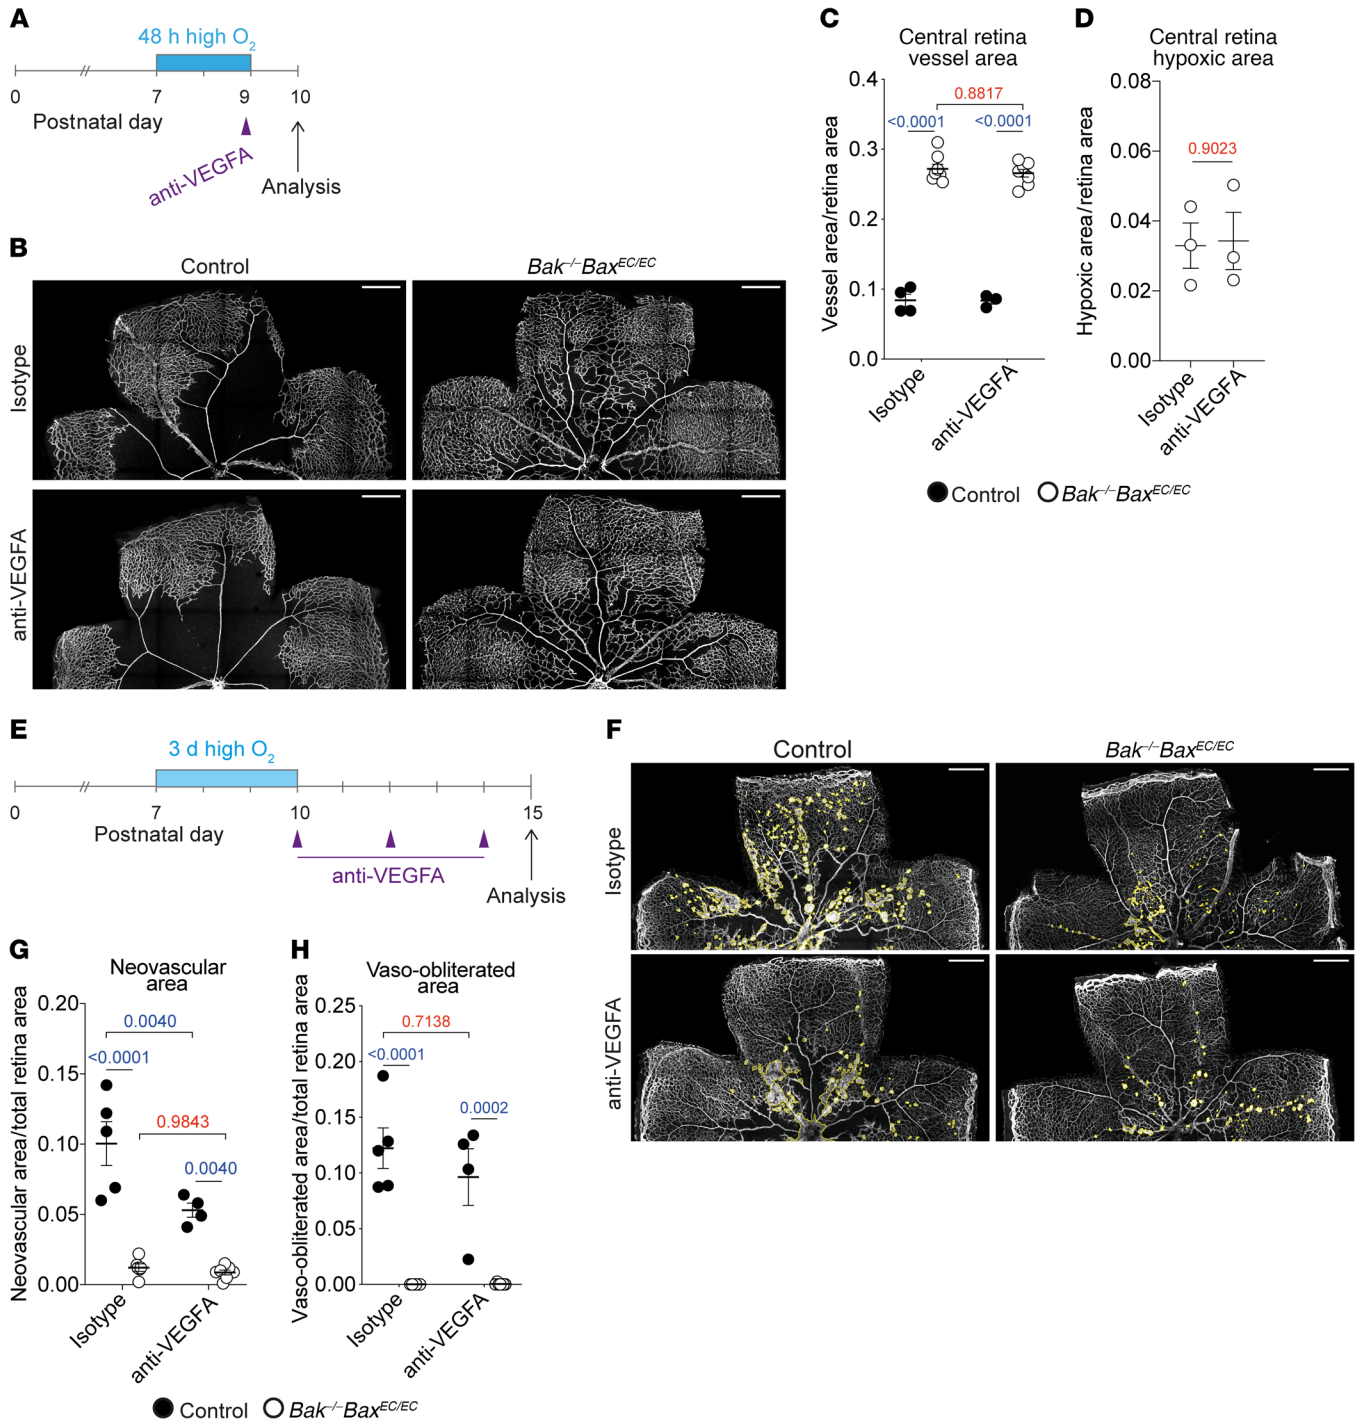 A
48 h high O2
0
7
9
10
Postnatal day
anti-VEGFA
Analysis
B
Control
Bak–/–BaxEC/EC
Isotype
anti-VEGFA
C
Central retina
vessel area
Vessel area/retina area
0.4
0.3
0.2
0.1
0.0
0.8817
<0.0001
<0.0001
Isotype
anti-VEGFA
D
Central retina
hypoxic area
Hypoxic area/retina area
0.08
0.06
0.04
0.02
0.00
0.9023
Isotype
anti-VEGFA
Control
Bak–/–BaxEC/EC
E
3 d high O2
0
7
10
15
Postnatal day
anti-VEGFA
Analysis
F
Control
Bak–/–BaxEC/EC
Isotype
anti-VEGFA
G
Neovascular
area
Neovascular area/total retina area
0.20
0.15
0.10
0.05
0.00
0.0040
<0.0001
0.9843
0.0040
Isotype
anti-VEGFA
H
Vaso-obliterated
area
Vaso-obliterated area/total retina area
0.25
0.20
0.15
0.10
0.05
0.00
0.7138
<0.0001
0.0002
Isotype
anti-VEGFA
Control
Bak–/–BaxEC/EC